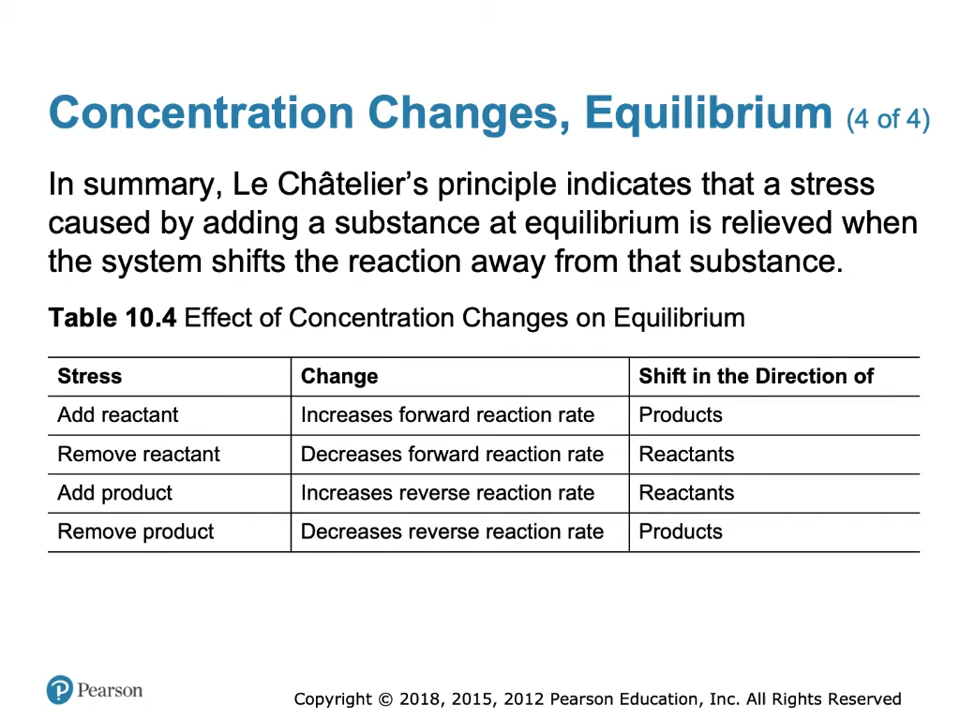 Concentration Changes, Equilibrium (4 of 4)
In summary, Le Châtelier’s principle indicates that a stress
caused by adding a substance at equilibrium is relieved when
the system shifts the reaction away from that substance.
Table 10.4 Effect of Concentration Changes on Equilibrium
Stress Change Shift in the Direction of
Add reactant Increases forward reaction rate Products
Remove reactant Decreases forward reaction rate Reactants
Add product Increases reverse reaction rate Reactants
Remove product Decreases reverse reaction rate Products
Pearson
Copyright © 2018, 2015, 2012 Pearson Education, Inc. All Rights Reserved